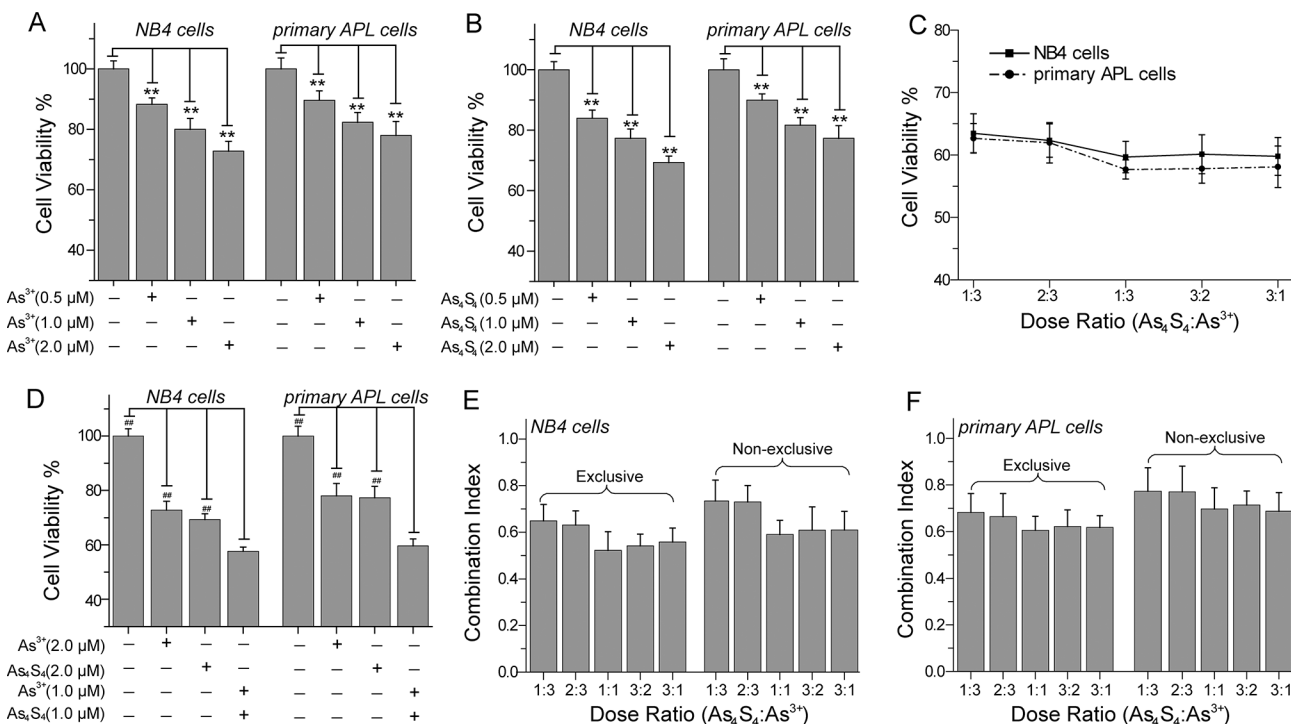 A
NB4 cells
primary APL cells
Cell Viability %
100
80
60
40
** ** ** ** ** **
As³⁺(0.5 μM) – + – – – + – –
As³⁺(1.0 μM) – – + – – – + –
As³⁺(2.0 μM) – – – + – – – +
B
NB4 cells
primary APL cells
Cell Viability %
100
80
60
40
** ** ** ** ** **
As₄S₄(0.5 μM) – + – – – + – –
As₄S₄(1.0 μM) – – + – – – + –
As₄S₄(2.0 μM) – – – + – – – +
C
NB4 cells
primary APL cells
Cell Viability %
80
70
60
50
40
1:3 2:3 1:3 3:2 3:1
Dose Ratio (As₄S₄:As³⁺)
D
NB4 cells
primary APL cells
Cell Viability %
100
80
60
40
## ## ## ## ## ##
As³⁺(2.0 μM) – + – – – + – –
As₄S₄(2.0 μM) – – + – – – + –
As³⁺(1.0 μM) – – – + – – – +
As₄S₄(1.0 μM) – – – + – – – +
E
NB4 cells
Exclusive
Non-exclusive
Combination Index
1.0
0.8
0.6
0.4
0.2
0.0
1:3 2:3 1:1 3:2 3:1 1:3 2:3 1:1 3:2 3:1
Dose Ratio (As₄S₄:As³⁺)
F
primary APL cells
Exclusive
Non-exclusive
Combination Index
1.0
0.8
0.6
0.4
0.2
0.0
1:3 2:3 1:1 3:2 3:1 1:3 2:3 1:1 3:2 3:1
Dose Ratio (As₄S₄:As³⁺)